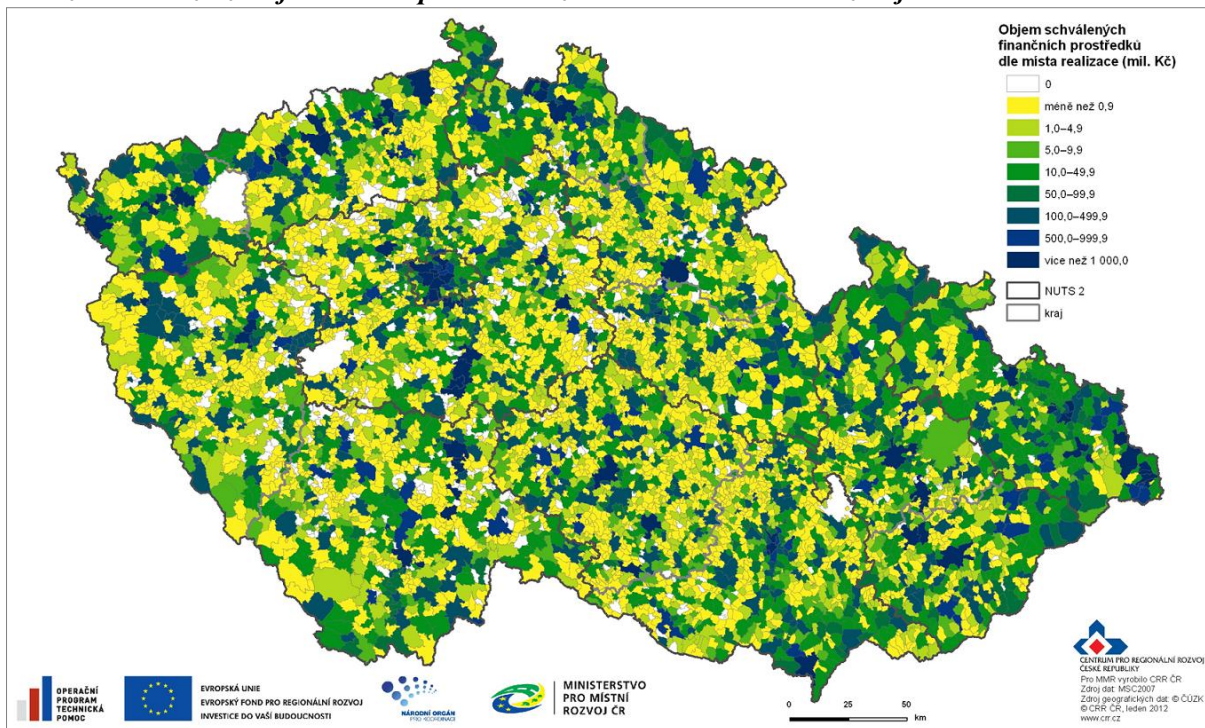 Objem schválených
finančních prostředků
dle místa realizace (mil. Kč)
0
méně než 0,9
1,0–4,9
5,0–9,9
10,0–49,9
50,0–99,9
100,0–499,9
500,0–999,9
více než 1 000,0
NUTS 2
kraj
CENTRUM PRO REGIONÁLNÍ ROZVOJ
ČESKÉ REPUBLIKY
Pro MMR vyrobilo CRR ČR
Zdroj dat: MSC2007
Zdroj geografických dat: © ČÚZK
© CRR ČR, leden 2012
www.crr.cz
0 25 50
km
OPERAČNÍ
PROGRAM
TECHNICKÁ
POMOC
EVROPSKÁ UNIE
EVROPSKÝ FOND PRO REGIONÁLNÍ ROZVOJ
INVESTICE DO VAŠÍ BUDOUCNOSTI
NÁRODNÍ ORGÁN
PRO KOORDINACI
MINISTERSTVO
PRO MÍSTNÍ
ROZVOJ ČR